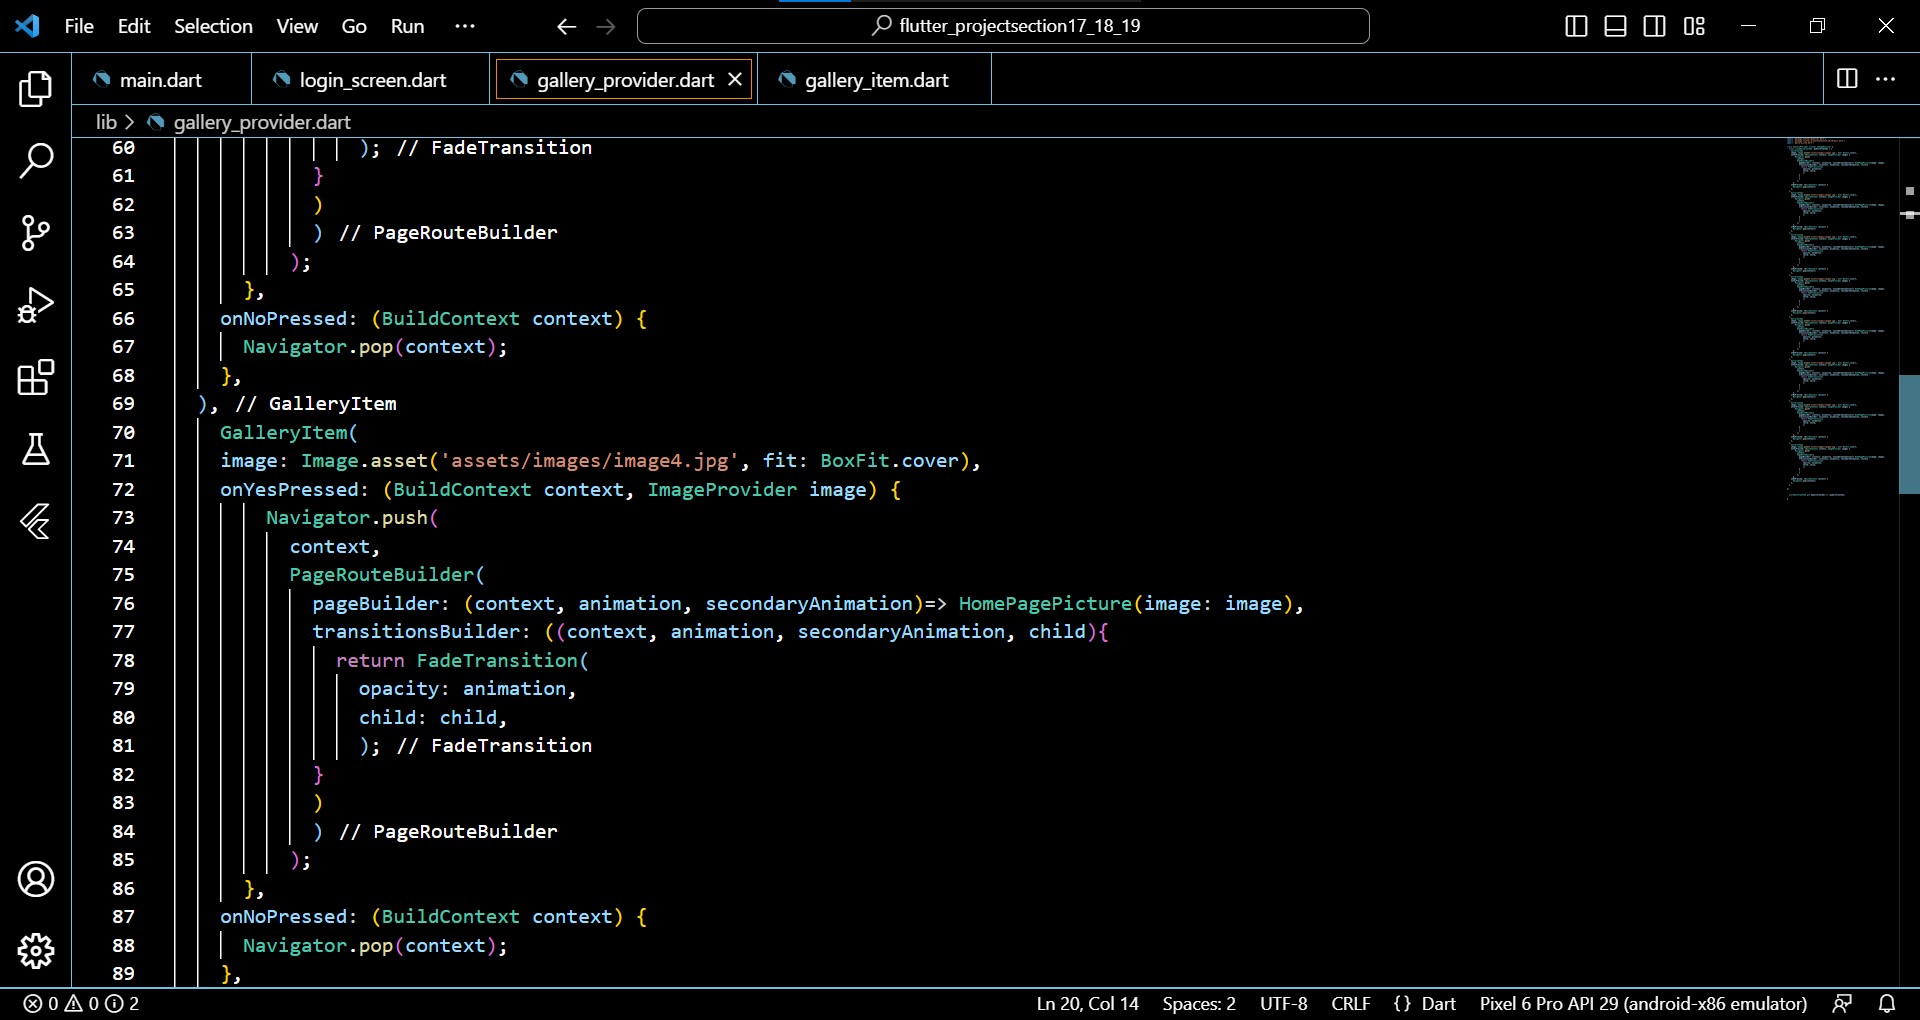 File Edit Selection View Go Run ···
flutter_projectsection17_18_19
main.dart login_screen.dart gallery_provider.dart gallery_item.dart
lib > gallery_provider.dart
60 ); // FadeTransition
61 }
62 )
63 ) // PageRouteBuilder
64 );
65 },
66 onNoPressed: (BuildContext context) {
67 Navigator.pop(context);
68 },
69 ), // GalleryItem
70 GalleryItem(
71 image: Image.asset('assets/images/image4.jpg', fit: BoxFit.cover),
72 onYesPressed: (BuildContext context, ImageProvider image) {
73 Navigator.push(
74 context,
75 PageRouteBuilder(
76 pageBuilder: (context, animation, secondaryAnimation)=> HomePagePicture(image: image),
77 transitionsBuilder: ((context, animation, secondaryAnimation, child){
78 return FadeTransition(
79 opacity: animation,
80 child: child,
81 ); // FadeTransition
82 }
83 )
84 ) // PageRouteBuilder
85 );
86 },
87 onNoPressed: (BuildContext context) {
88 Navigator.pop(context);
89 },
0 0 2 Ln 20, Col 14 Spaces: 2 UTF-8 CRLF {} Dart Pixel 6 Pro API 29 (android-x86 emulator)